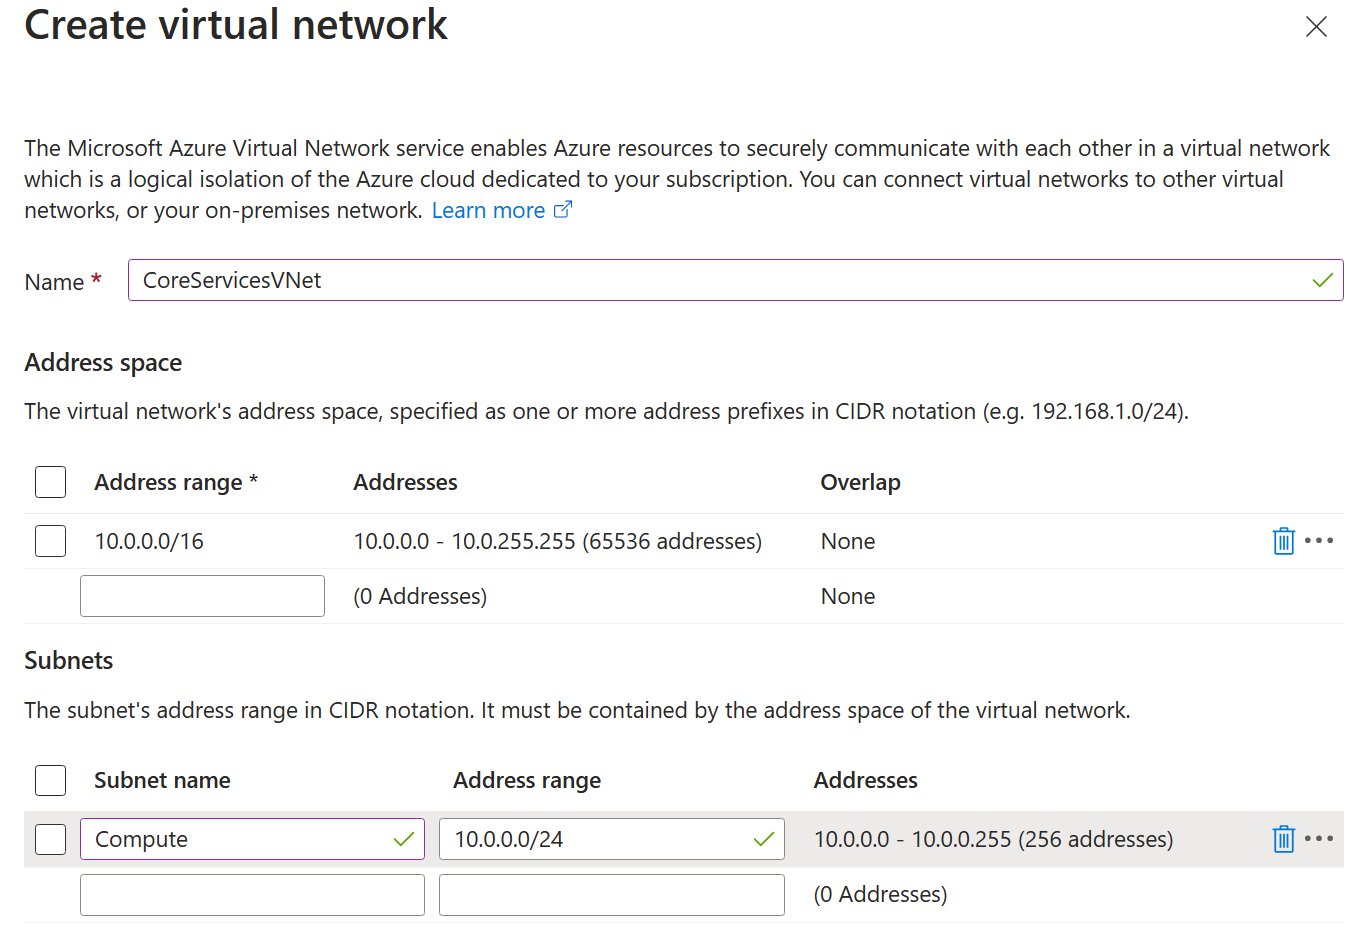 Create virtual network
The Microsoft Azure Virtual Network service enables Azure resources to securely communicate with each other in a virtual network
which is a logical isolation of the Azure cloud dedicated to your subscription. You can connect virtual networks to other virtual
networks, or your on-premises network. Learn more
Name * CoreServicesVNet
Address space
The virtual network's address space, specified as one or more address prefixes in CIDR notation (e.g. 192.168.1.0/24).
Address range * Addresses Overlap
10.0.0.0/16 10.0.0.0 - 10.0.255.255 (65536 addresses) None
(0 Addresses) None
Subnets
The subnet's address range in CIDR notation. It must be contained by the address space of the virtual network.
Subnet name Address range Addresses
Compute 10.0.0.0/24 10.0.0.0 - 10.0.0.255 (256 addresses)
(0 Addresses)